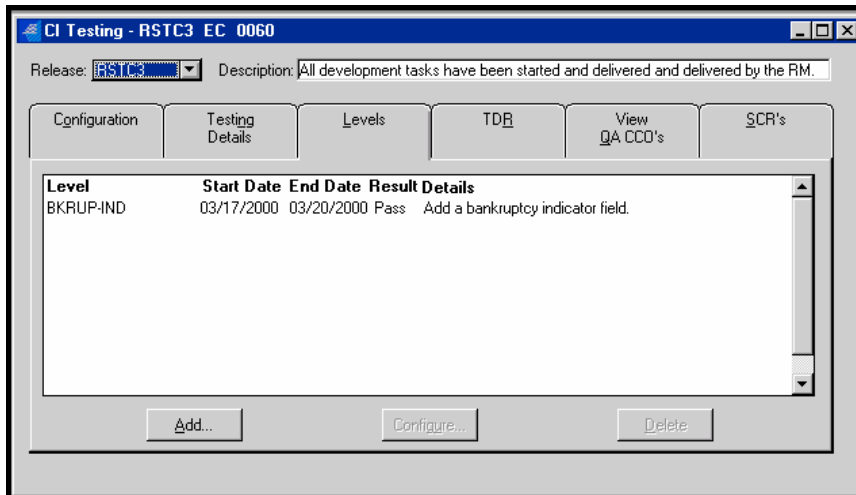 CI Testing - RSTC3 EC 0060
Release: RSTC3 Description: All development tasks have been started and delivered and delivered by the RM.
Configuration Testing Details Levels TDR View QA CCO's SCR's
Level Start Date End Date Result Details
BKRUP-IND 03/17/2000 03/20/2000 Pass Add a bankruptcy indicator field.
Add... Configure... Delete